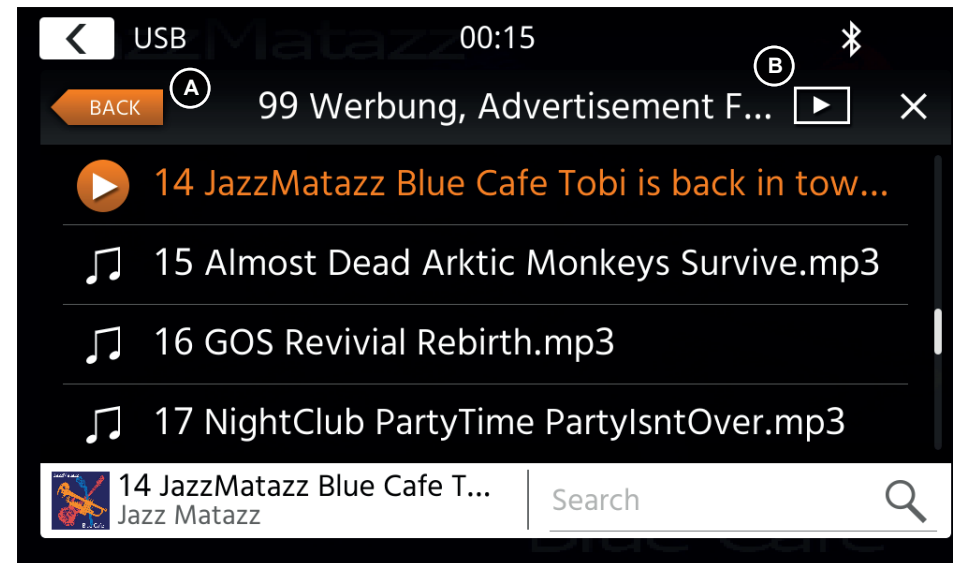 USB 00:15
A B
BACK 99 Werbung, Advertisement F...
14 JazzMatazz Blue Cafe Tobi is back in tow...
15 Almost Dead Arktic Monkeys Survive.mp3
16 GOS Revivial Rebirth.mp3
17 NightClub PartyTime PartyIsntOver.mp3
14 JazzMatazz Blue Cafe T...
Jazz Matazz
Search